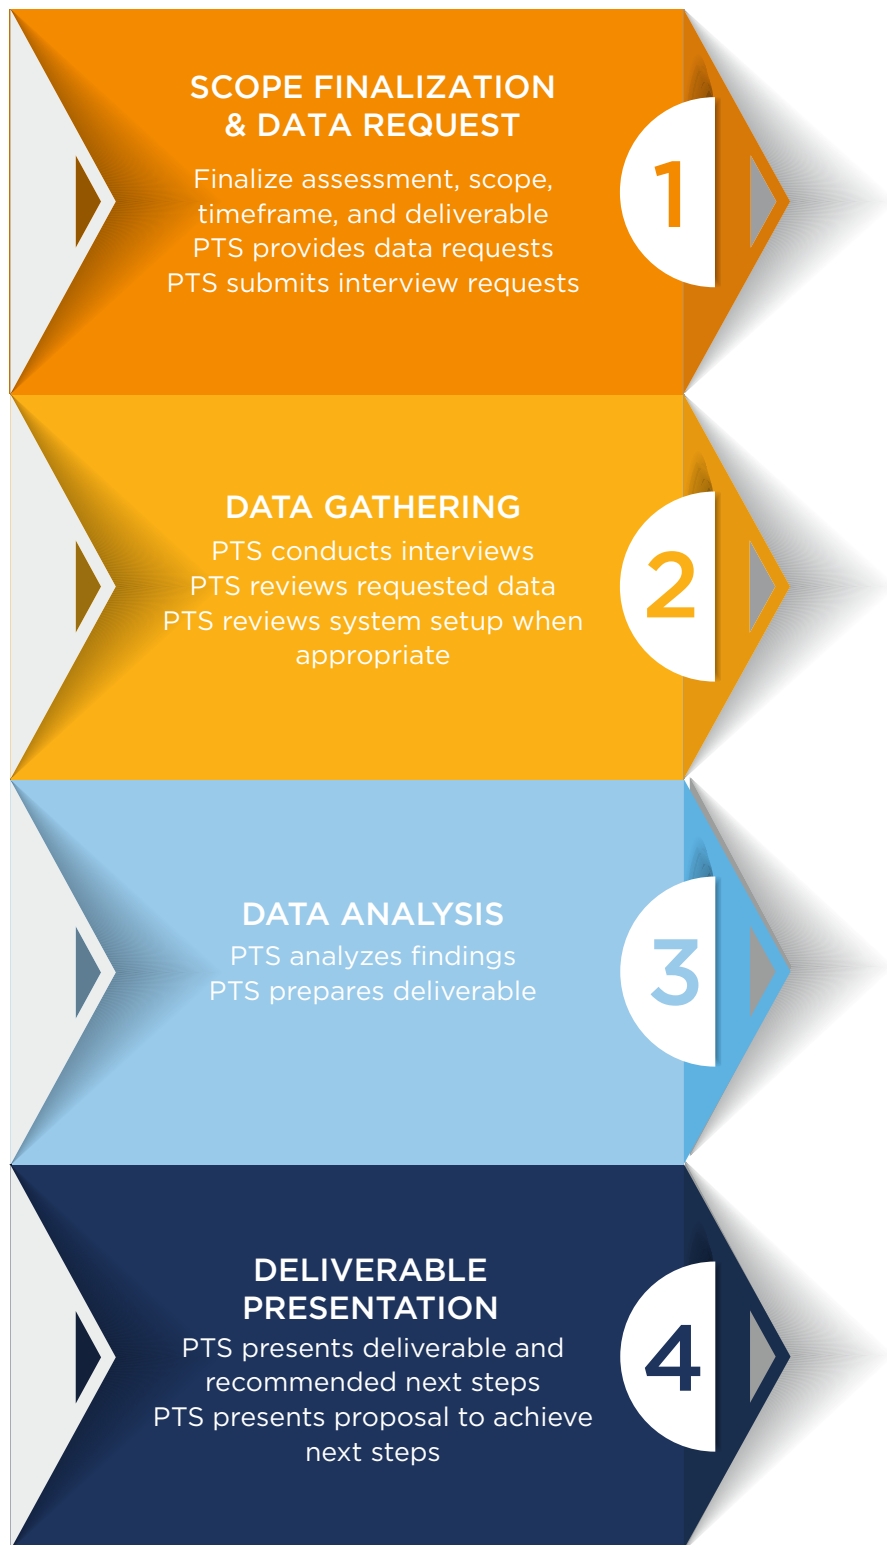 SCOPE FINALIZATION
& DATA REQUEST
Finalize assessment, scope,
timeframe, and deliverable
PTS provides data requests
PTS submits interview requests
1
DATA GATHERING
PTS conducts interviews
PTS reviews requested data
PTS reviews system setup when
appropriate
2
DATA ANALYSIS
PTS analyzes findings
PTS prepares deliverable
3
DELIVERABLE
PRESENTATION
PTS presents deliverable and
recommended next steps
PTS presents proposal to achieve
next steps
4